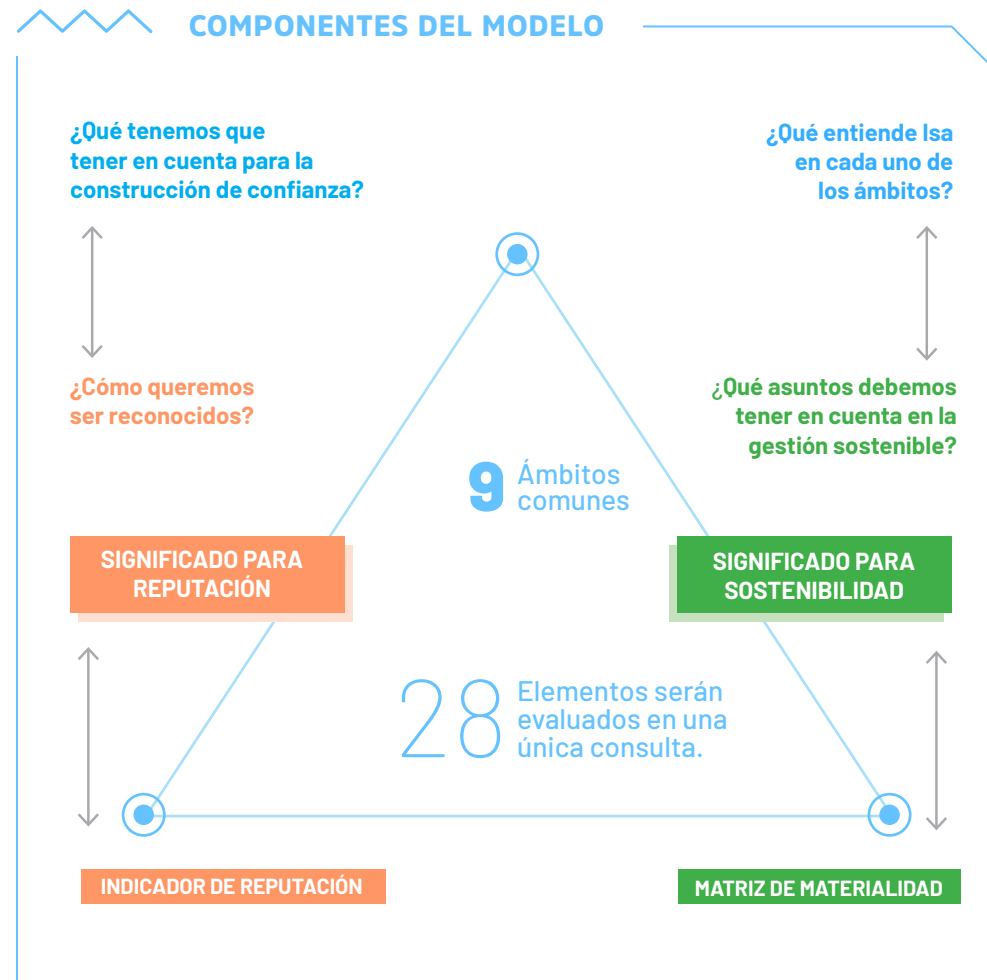 COMPONENTES DEL MODELO
¿Qué tenemos que
tener en cuenta para la
construcción de confianza?
¿Qué entiende Isa
en cada uno de
los ámbitos?
¿Cómo queremos
ser reconocidos?
¿Qué asuntos debemos
tener en cuenta en la
gestión sostenible?
9 Ámbitos
comunes
SIGNIFICADO PARA
REPUTACIÓN
SIGNIFICADO PARA
SOSTENIBILIDAD
28 Elementos serán
evaluados en una
única consulta.
INDICADOR DE REPUTACIÓN
MATRIZ DE MATERIALIDAD